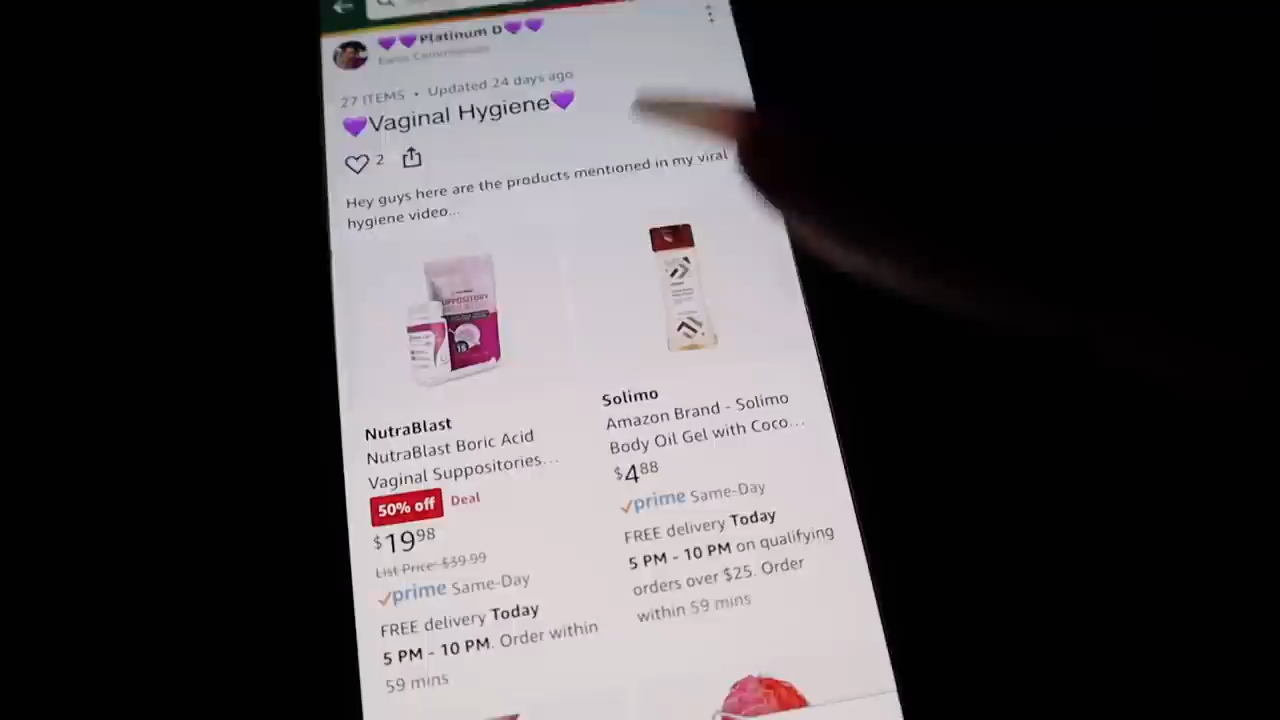 💜💜Platinum D💜💜
Earns Commissions
27 ITEMS • Updated 24 days ago
💜Vaginal Hygiene💜
2
Hey guys here are the products mentioned in my viral
hygiene video...
SUPPOSITORY
15
NutraBlast
NutraBlast Boric Acid
Vaginal Suppositories...
50% off Deal
$19.98
List Price: $39.99
prime Same-Day
FREE delivery Today
5 PM - 10 PM. Order within
59 mins
Solimo
Amazon Brand - Solimo
Body Oil Gel with Coco...
$4.88
prime Same-Day
FREE delivery Today
5 PM - 10 PM on qualifying
orders over $25. Order
within 59 mins